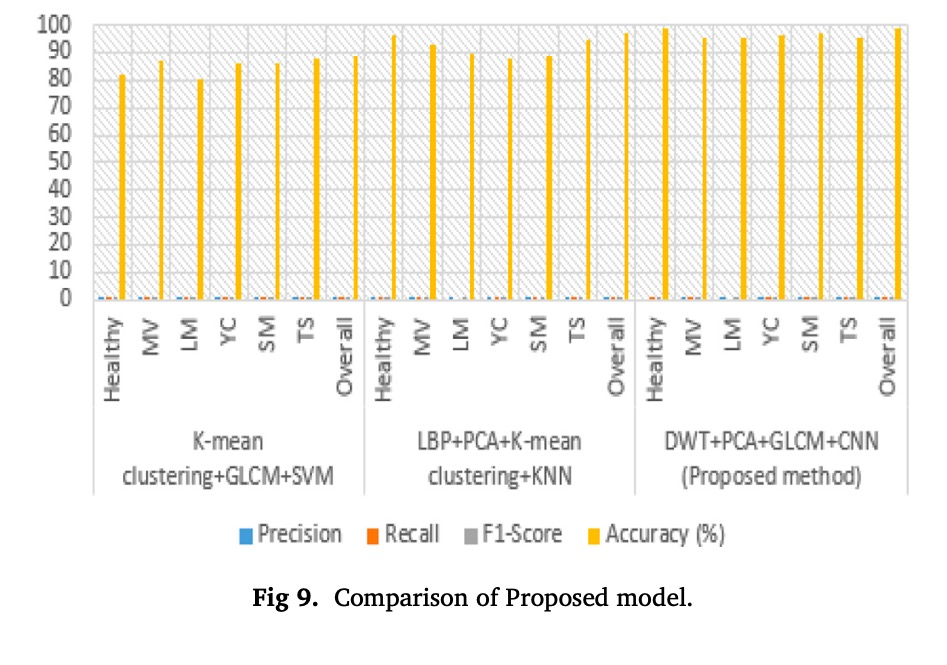 100
90
80
70
60
50
40
30
20
10
0
Healthy MV LM YC SM TS Overall Healthy MV LM YC SM TS Overall Healthy MV LM YC SM TS Overall
K-mean
clustering+GLCM+SVM
LBP+PCA+K-mean
clustering+KNN
DWT+PCA+GLCM+CNN
(Proposed method)
Precision Recall F1-Score Accuracy (%)
Fig 9. Comparison of Proposed model.